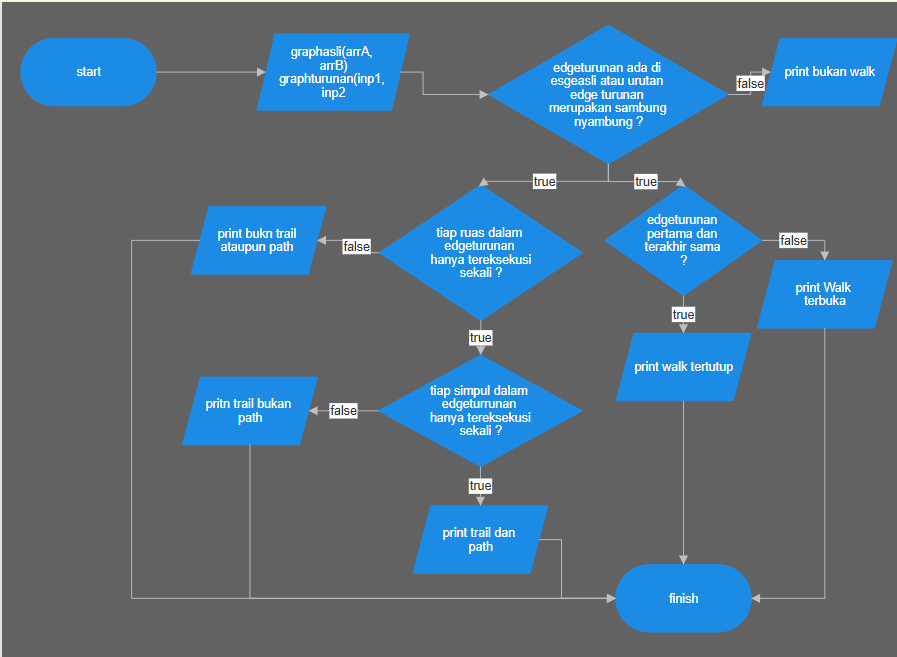 start
graphasli(arrA,
arrB)
graphturunan(inp1,
inp2
edgeturunan ada di
esgeasli atau urutan
edge turunan
merupakan sambung
nyambung ?
false
print bukan walk
true
true
tiap ruas dalam
edgeturunan
hanya tereksekusi
sekali ?
false
print bukn trail
ataupun path
edgeturunan
pertama dan
terakhir sama
?
false
print Walk
terbuka
true
print walk tertutup
true
tiap simpul dalam
edgeturrunan
hanya tereksekusi
sekali ?
false
pritn trail bukan
path
true
print trail dan
path
finish